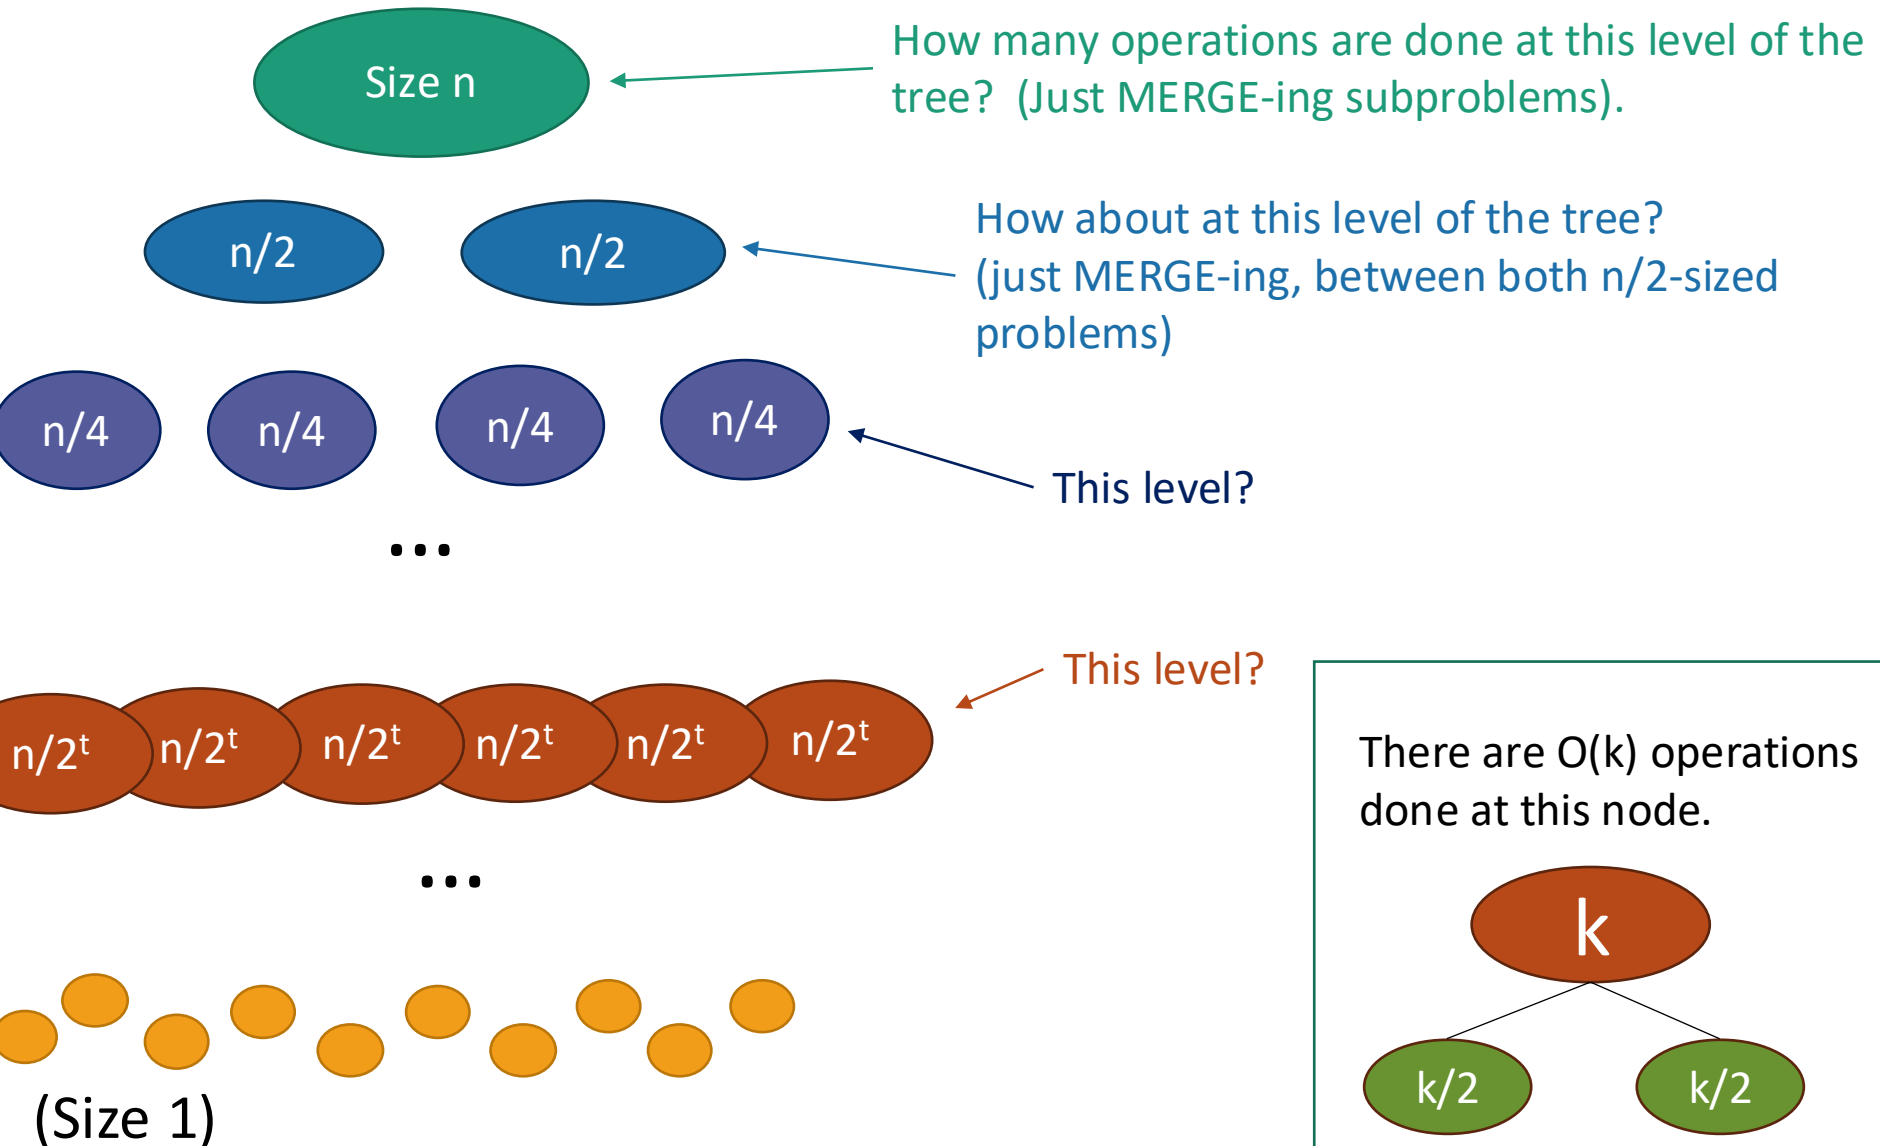 Size n
How many operations are done at this level of the
tree?  (Just MERGE-ing subproblems).
n/2
n/2
How about at this level of the tree?
(just MERGE-ing, between both n/2-sized
problems)
n/4
n/4
n/4
n/4
This level?
...
This level?
n/2ᵗ
n/2ᵗ
n/2ᵗ
n/2ᵗ
n/2ᵗ
n/2ᵗ
...
(Size 1)
There are O(k) operations
done at this node.
k
k/2
k/2